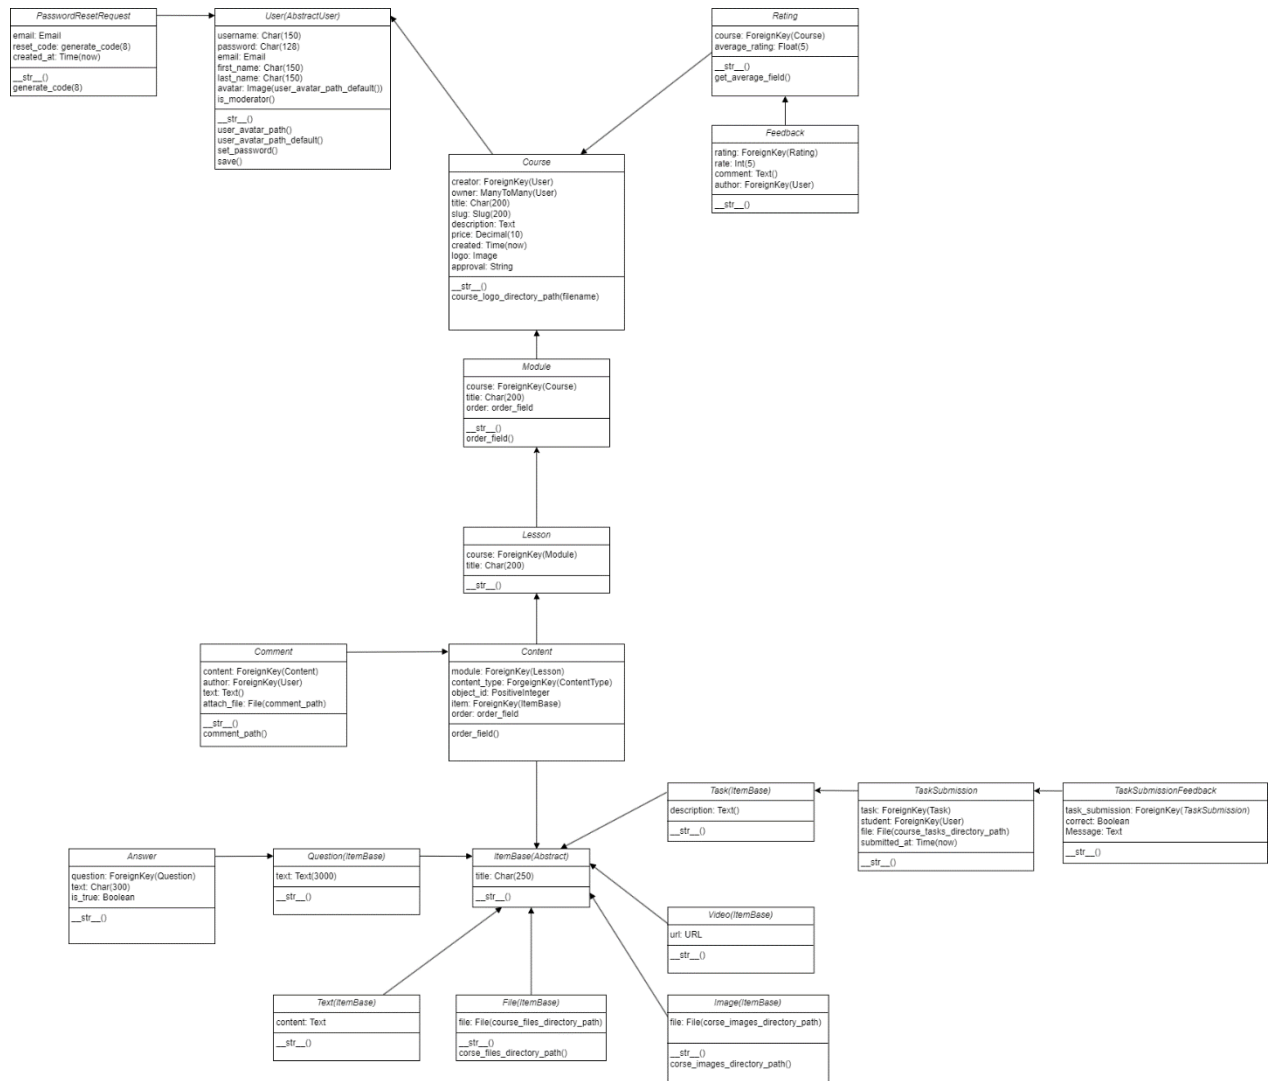 PasswordResetRequest
email: Email
reset_code: generate_code(8)
created_at: Time(now)
__str__()
generate_code(8)
User(AbstractUser)
username: Char(150)
password: Char(128)
email: Email
first_name: Char(150)
last_name: Char(150)
avatar: Image(user_avatar_path_default())
is_moderator()
__str__()
user_avatar_path()
user_avatar_path_default()
set_password()
save()
Rating
course: ForeignKey(Course)
average_rating: Float(5)
__str__()
get_average_field()
Feedback
rating: ForeignKey(Rating)
rate: Int(5)
comment: Text()
author: ForeignKey(User)
__str__()
Course
creator: ForeignKey(User)
owner: ManyToMany(User)
title: Char(200)
slug: Slug(200)
description: Text
price: Decimal(10)
created: Time(now)
logo: Image
approval: String
__str__()
course_logo_directory_path(filename)
Module
course: ForeignKey(Course)
title: Char(200)
order: order_field
__str__()
order_field()
Lesson
course: ForeignKey(Module)
title: Char(200)
__str__()
Comment
content: ForeignKey(Content)
author: ForeignKey(User)
text: Text()
attach_file: File(comment_path)
__str__()
comment_path()
Content
module: ForeignKey(Lesson)
content_type: ForgeignKey(ContentType)
object_id: PositiveInteger
item: ForeignKey(ItemBase)
order: order_field
order_field()
Task(ItemBase)
description: Text()
__str__()
TaskSubmission
task: ForeignKey(Task)
student: ForeignKey(User)
file: File(course_tasks_directory_path)
submitted_at: Time(now)
__str__()
TaskSubmissionFeedback
task_submission: ForeignKey(TaskSubmission)
correct: Boolean
Message: Text
__str__()
Answer
question: ForeignKey(Question)
text: Char(300)
is_true: Boolean
__str__()
Question(ItemBase)
text: Text(3000)
__str__()
ItemBase(Abstract)
title: Char(250)
__str__()
Video(ItemBase)
url: URL
__str__()
Text(ItemBase)
content: Text
__str__()
File(ItemBase)
file: File(course_files_directory_path)
__str__()
corse_files_directory_path()
Image(ItemBase)
file: File(corse_images_directory_path)
__str__()
corse_images_directory_path()